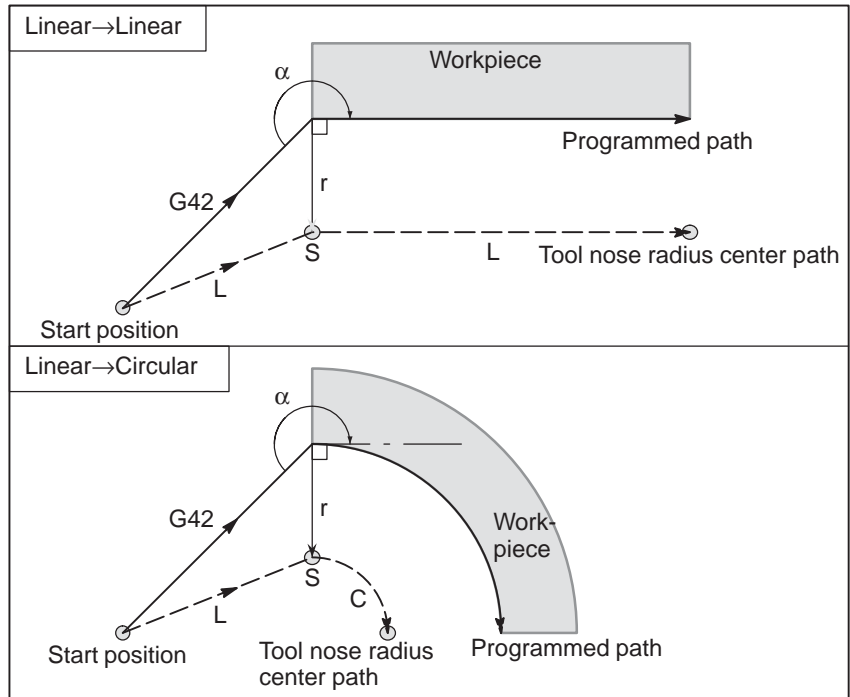 Linear→Linear
α
Workpiece
Programmed path
G42
r
S
L
L
Tool nose radius center path
Start position
Linear→Circular
α
G42
r
Work-
piece
S
C
L
Start position
Tool nose radius
center path
Programmed path